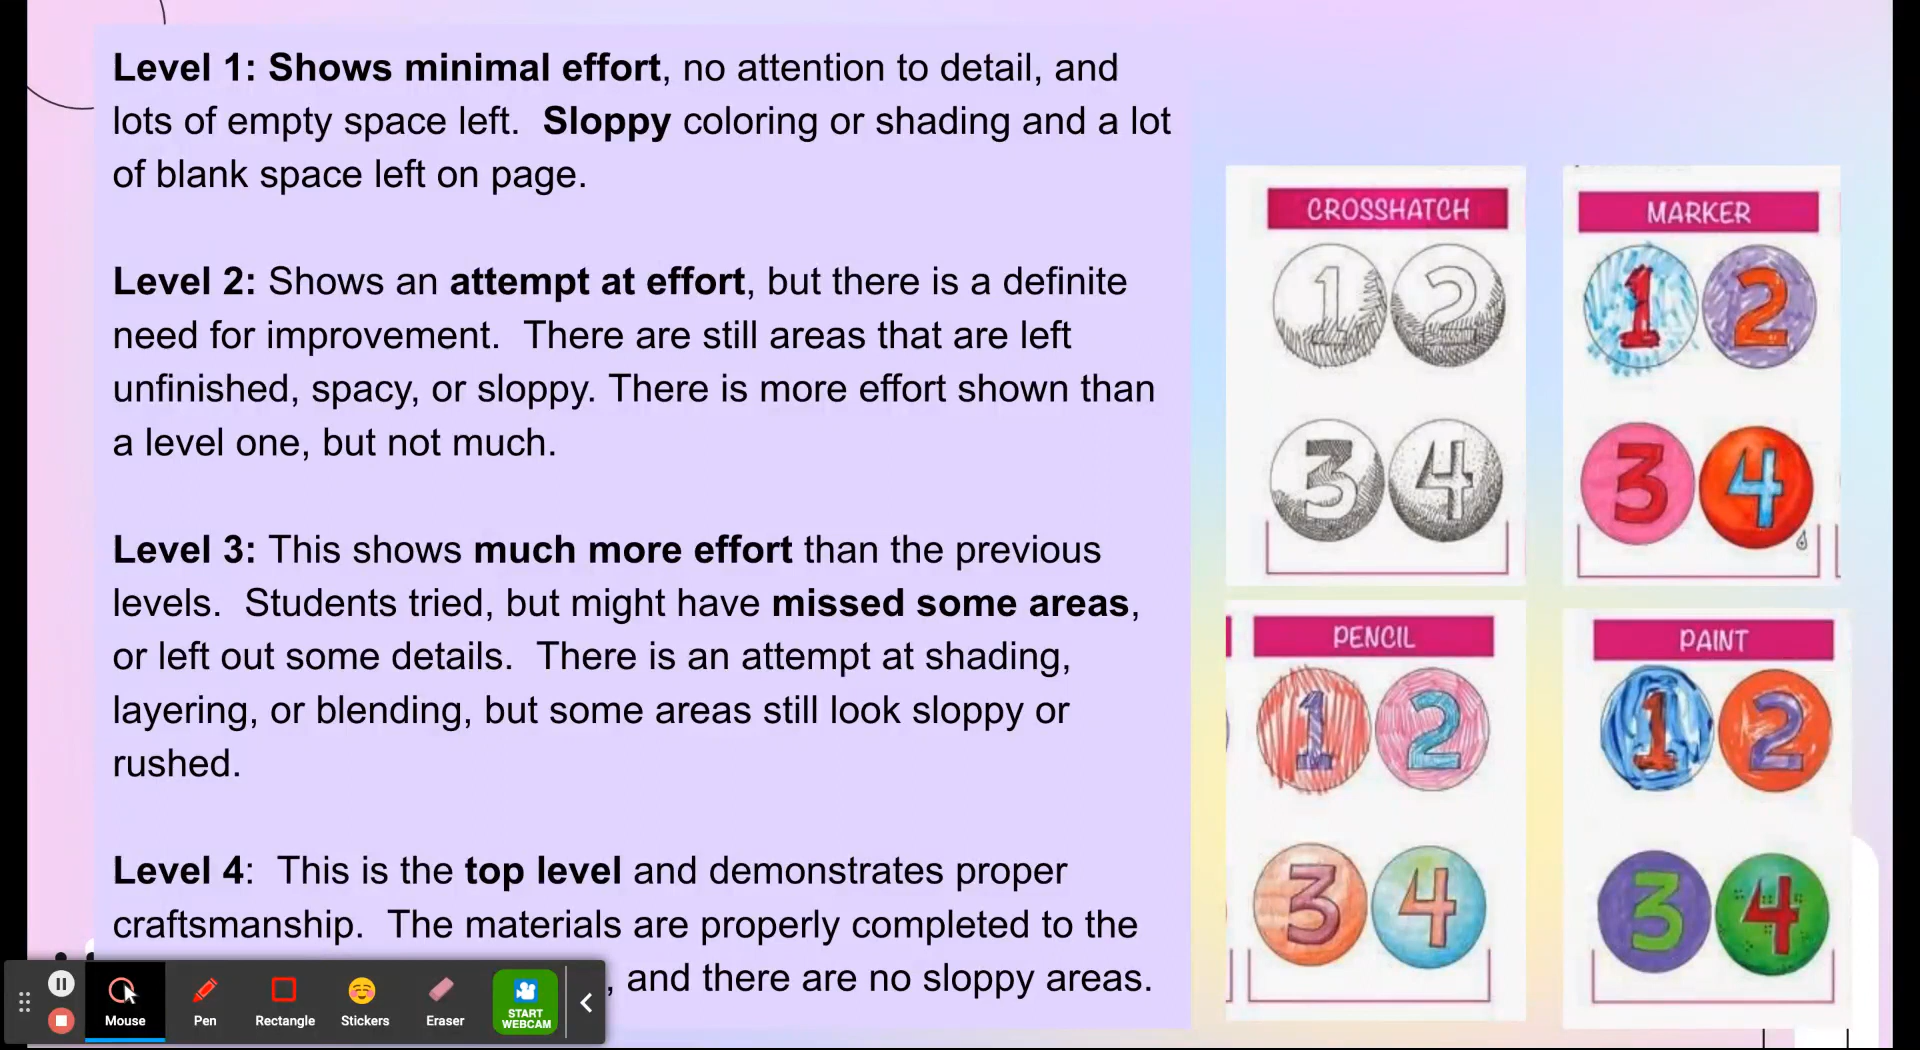 Level 1: Shows minimal effort, no attention to detail, and
lots of empty space left.  Sloppy coloring or shading and a lot
of blank space left on page.
Level 2: Shows an attempt at effort, but there is a definite
need for improvement.  There are still areas that are left
unfinished, spacy, or sloppy. There is more effort shown than
a level one, but not much.
Level 3: This shows much more effort than the previous
levels.  Students tried, but might have missed some areas,
or left out some details.  There is an attempt at shading,
layering, or blending, but some areas still look sloppy or
rushed.
Level 4:  This is the top level and demonstrates proper
craftsmanship.  The materials are properly completed to the
, and there are no sloppy areas.
CROSSHATCH
1 2
3 4
MARKER
1 2
3 4
PENCIL
1 2
3 4
PAINT
1 2
3 4
Mouse
Pen
Rectangle
Stickers
Eraser
START
WEBCAM